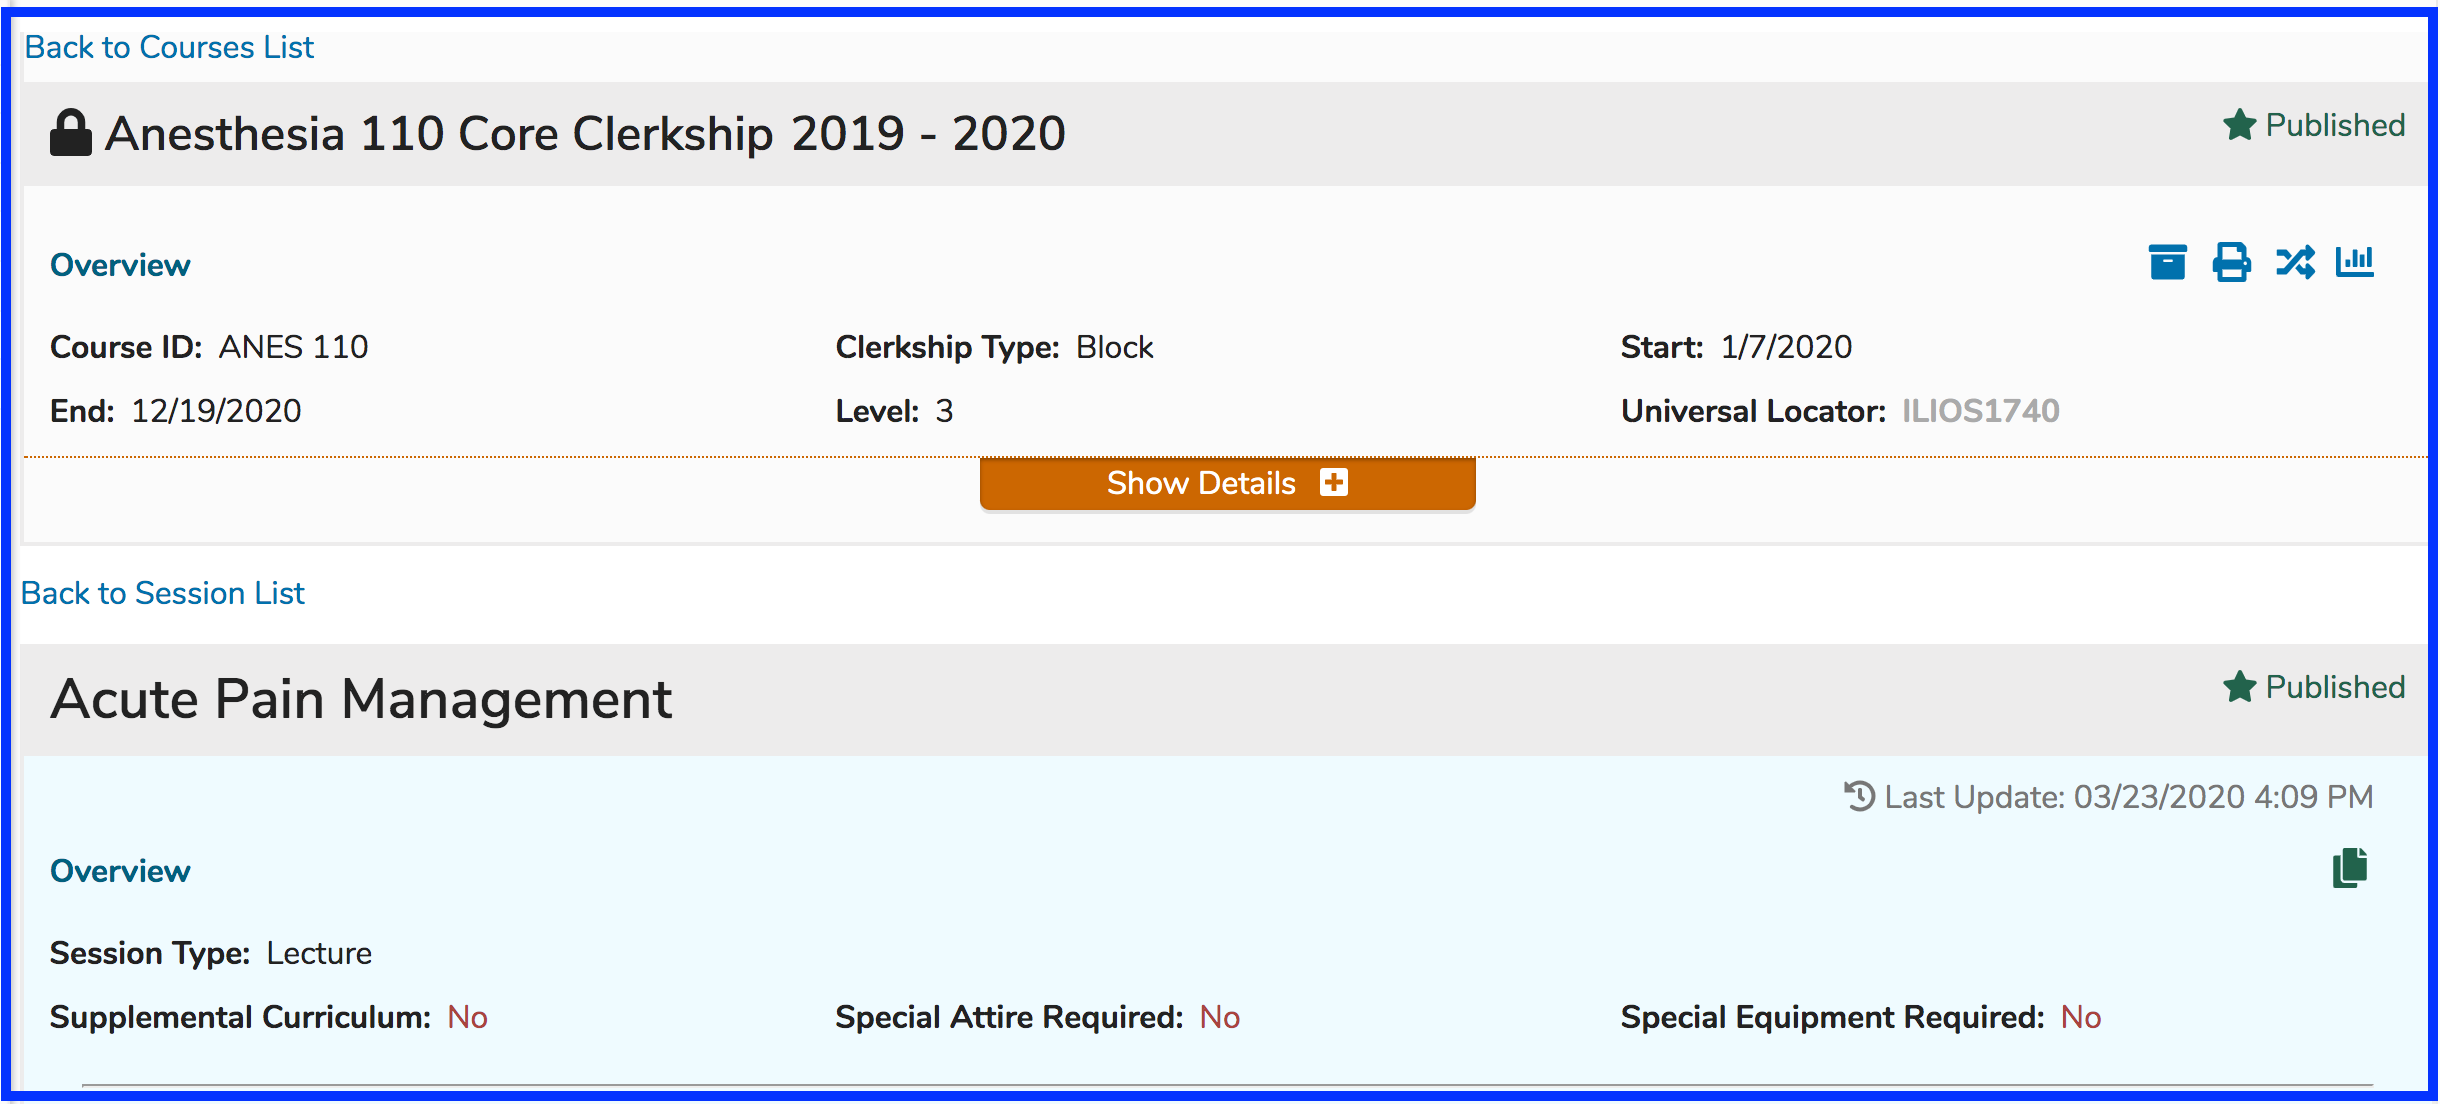 Back to Courses List
Anesthesia 110 Core Clerkship 2019 - 2020
Published
Overview
Course ID: ANES 110 Clerkship Type: Block Start: 1/7/2020
End: 12/19/2020 Level: 3 Universal Locator: ILIOS1740
Show Details
Back to Session List
Acute Pain Management
Published
Last Update: 03/23/2020 4:09 PM
Overview
Session Type: Lecture
Supplemental Curriculum: No Special Attire Required: No Special Equipment Required: No